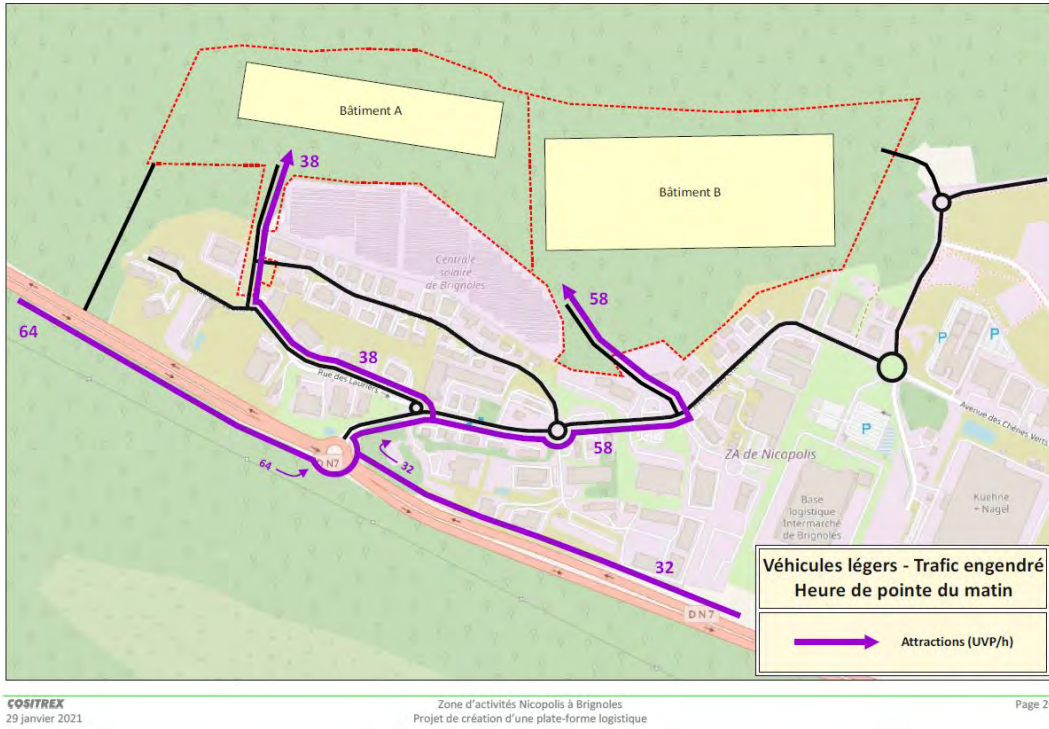 Bâtiment A
38
Bâtiment B
Centrale
solaire
de Brignoles
58
64
38
Rue des Lauriers
P
P
P
Avenue des Chênes Verts
58
ZA de Nicopolis
64
D N7
32
Base
logistique
Intermarché
de Brignoles
Kuehne
+ Nagel
32
D N 7
Véhicules légers - Trafic engendré
Heure de pointe du matin
Attractions (UVP/h)
COSITREX
29 janvier 2021
Zone d'activités Nicopolis à Brignoles
Projet de création d'une plate-forme logistique
Page 2